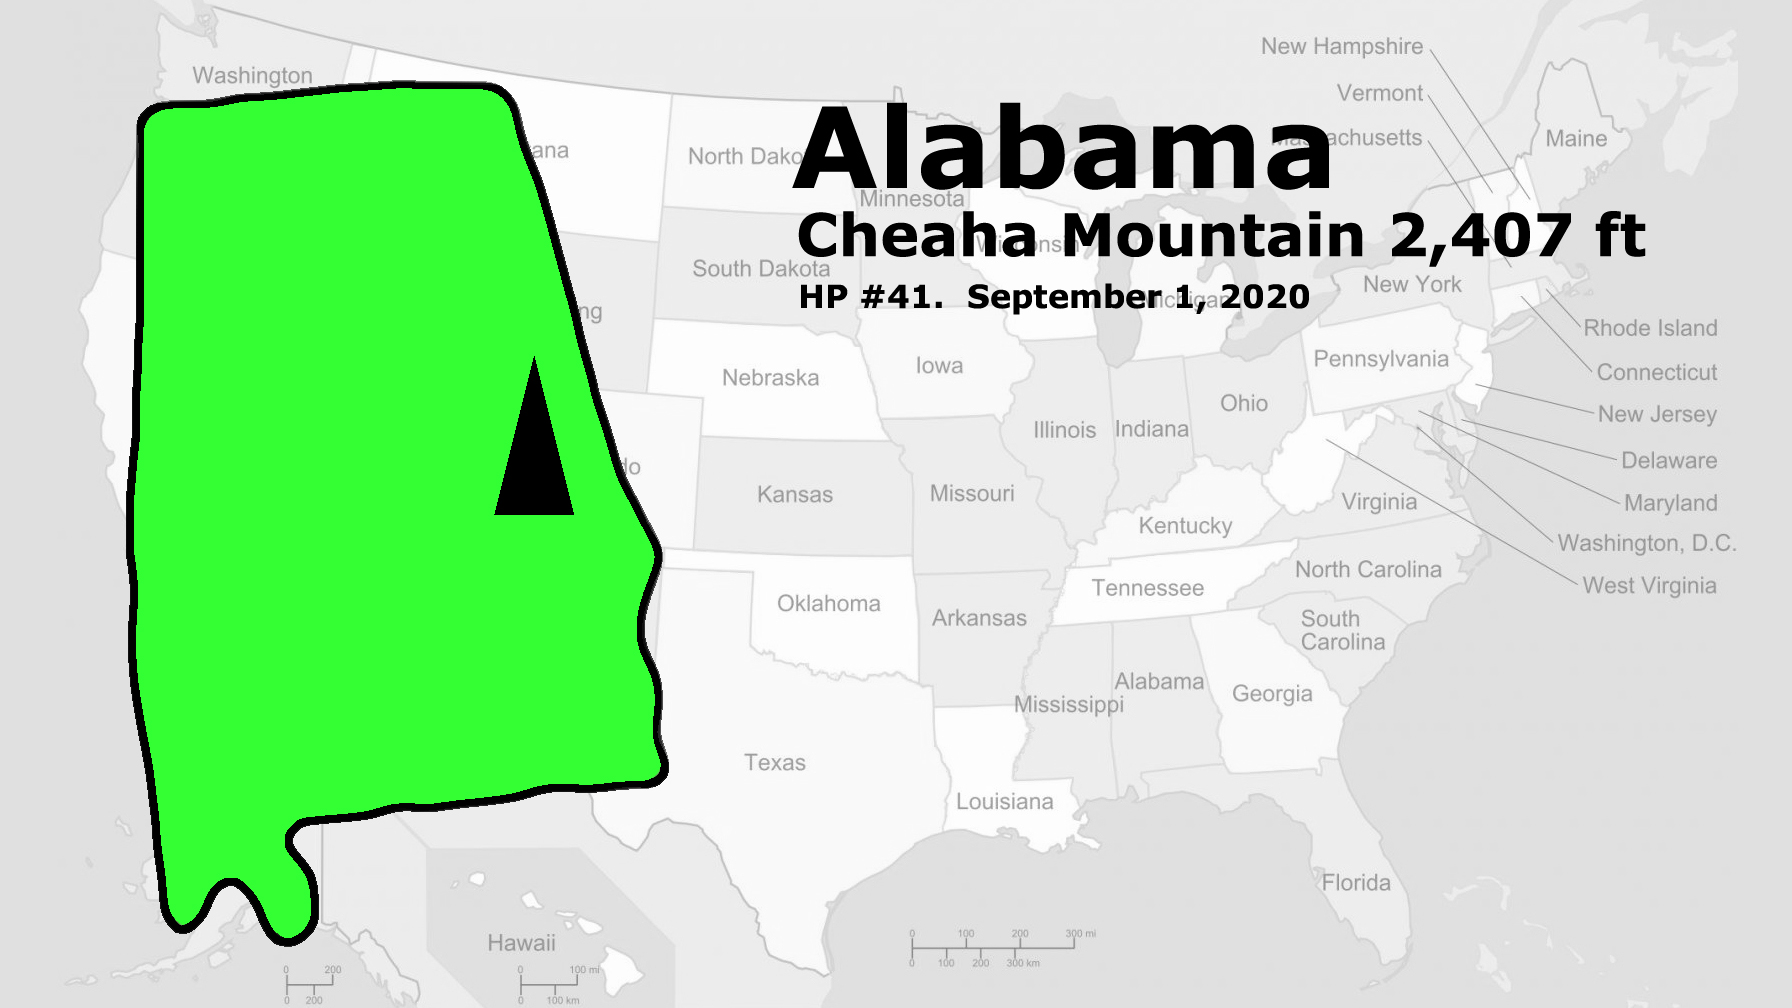 Alabama
Cheaha Mountain 2,407 ft
HP #41.  September 1, 2020
New Hampshire
Vermont
Washington
Maine
North Dako
Minnesota
South Dakota
New York
Rhode Island
Pennsylvania
Iowa
Connecticut
Nebraska
Ohio
New Jersey
Illinois
Indiana
Delaware
Kansas
Missouri
Virginia
Maryland
Kentucky
Washington, D.C.
North Carolina
West Virginia
Tennessee
Oklahoma
Arkansas
South
Carolina
Alabama
Georgia
Mississippi
Texas
Louisiana
Florida
Hawaii
0 100 200 300 mi
0 100 200 300 km
0 200
0 200
0 100 mi
0 100 km